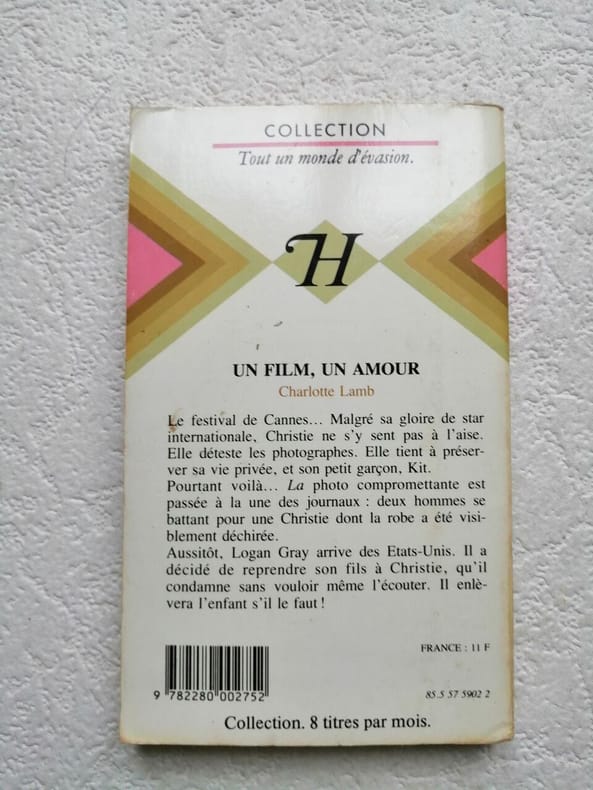 COLLECTION
Tout un monde d'évasion.
H
UN FILM, UN AMOUR
Charlotte Lamb
Le festival de Cannes... Malgré sa gloire de star
internationale, Christie ne s'y sent pas à l'aise.
Elle déteste les photographes. Elle tient à préser-
ver sa vie privée, et son petit garçon, Kit.
Pourtant voilà... La photo compromettante est
passée à la une des journaux : deux hommes se
battant pour une Christie dont la robe a été visi-
blement déchirée.
Aussitôt, Logan Gray arrive des Etats-Unis. Il a
décidé de reprendre son fils à Christie, qu'il
condamne sans vouloir même l'écouter. Il enlè-
vera l'enfant s'il le faut !
FRANCE : 11 F
9 782280 002752
85.5 57 5902 2
Collection. 8 titres par mois.